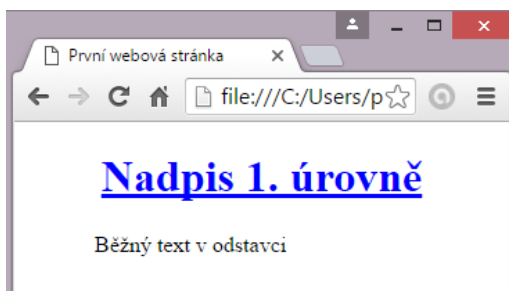 První webová stránka
file:///C:/Users/p
Nadpis 1. úrovně
Běžný text v odstavci